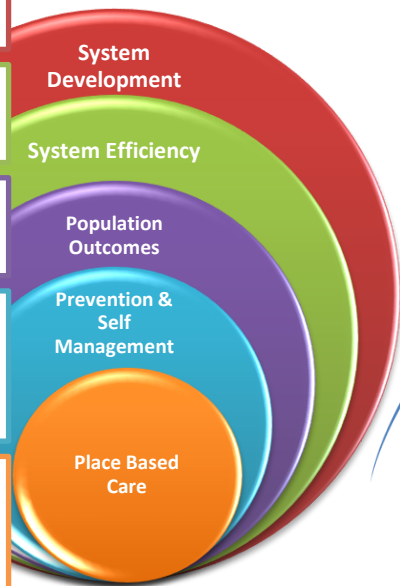 System
Development
System Efficiency
Population
Outcomes
Prevention &
Self
Management
Place Based
Care